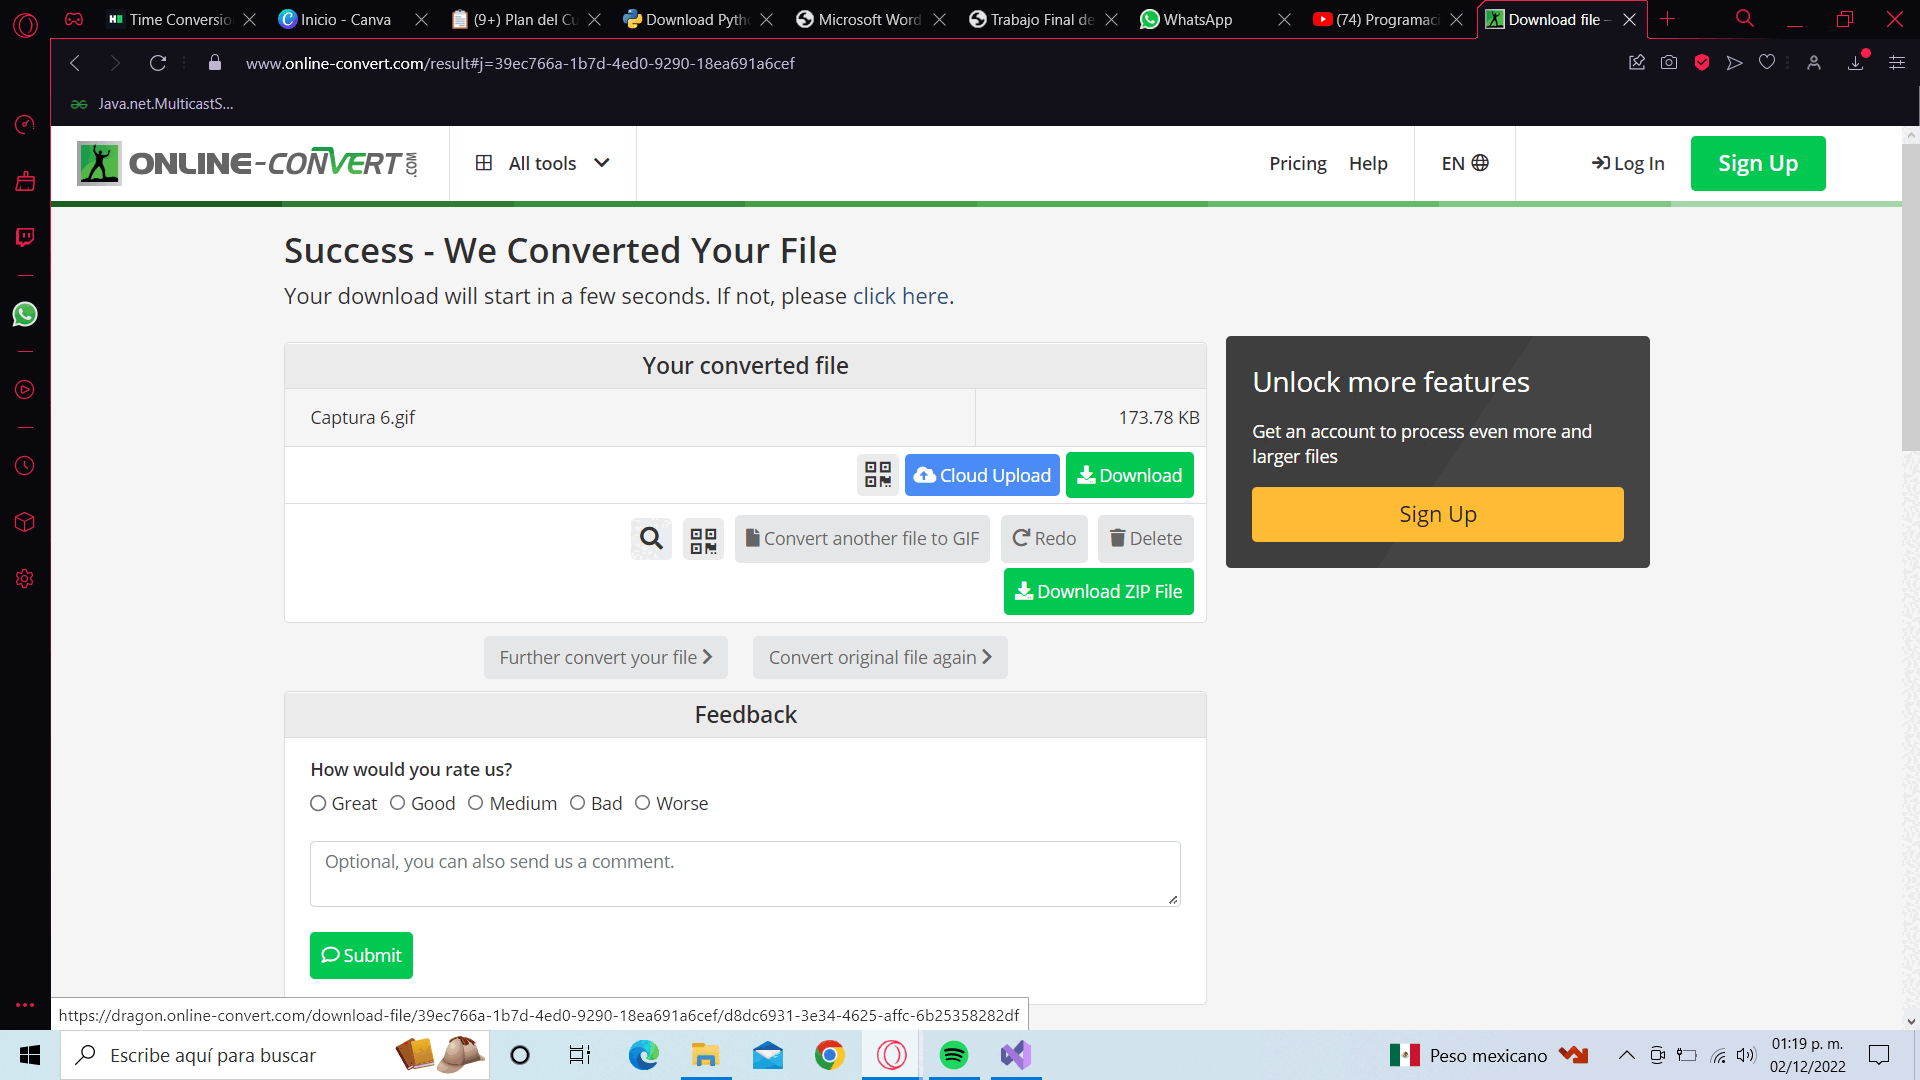 Time Conversio
Inicio - Canva
(9+) Plan del Cu
Download Pytho
Microsoft Word
Trabajo Final de
WhatsApp
(74) Programaci
Download file –
www.online-convert.com/result#j=39ec766a-1b7d-4ed0-9290-18ea691a6cef
Java.net.MulticastS...
ONLINE-CONVERT.COM
All tools
Pricing
Help
EN
Log In
Sign Up
Success - We Converted Your File
Your download will start in a few seconds. If not, please click here.
Your converted file
Captura 6.gif
173.78 KB
Cloud Upload
Download
Convert another file to GIF
Redo
Delete
Download ZIP File
Unlock more features
Get an account to process even more and
larger files
Sign Up
Further convert your file
Convert original file again
Feedback
How would you rate us?
Great
Good
Medium
Bad
Worse
Optional, you can also send us a comment.
Submit
https://dragon.online-convert.com/download-file/39ec766a-1b7d-4ed0-9290-18ea691a6cef/d8dc6931-3e34-4625-affc-6b25358282df
Escribe aquí para buscar
Peso mexicano
01:19 p. m.
02/12/2022